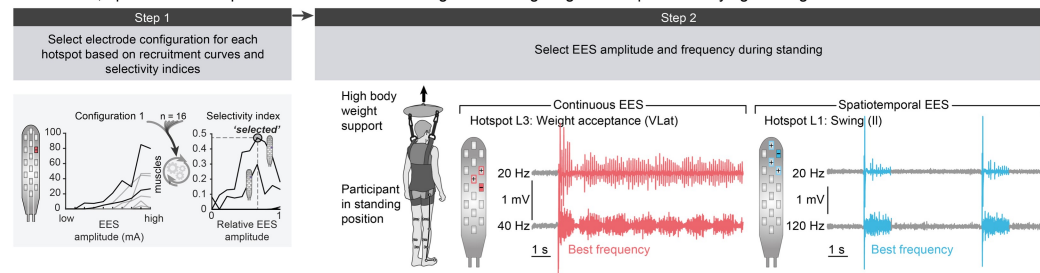 Step 1
Step 2
Select electrode configuration for each
hotspot based on recruitment curves and
selectivity indices
Select EES amplitude and frequency during standing
Configuration 1
n = 16
100
80
60
40
20
0
low
high
EES
amplitude (mA)
muscles
Selectivity index
'selected'
0.5
0.4
0.3
0.2
0.1
0
0
1
Relative EES
amplitude
High body
weight
support
Participant
in standing
position
Continuous EES
Hotspot L3: Weight acceptance (VLat)
20 Hz
1 mV
40 Hz
1 s
Best frequency
Spatiotemporal EES
Hotspot L1: Swing (Il)
20 Hz
1 mV
120 Hz
1 s
Best frequency